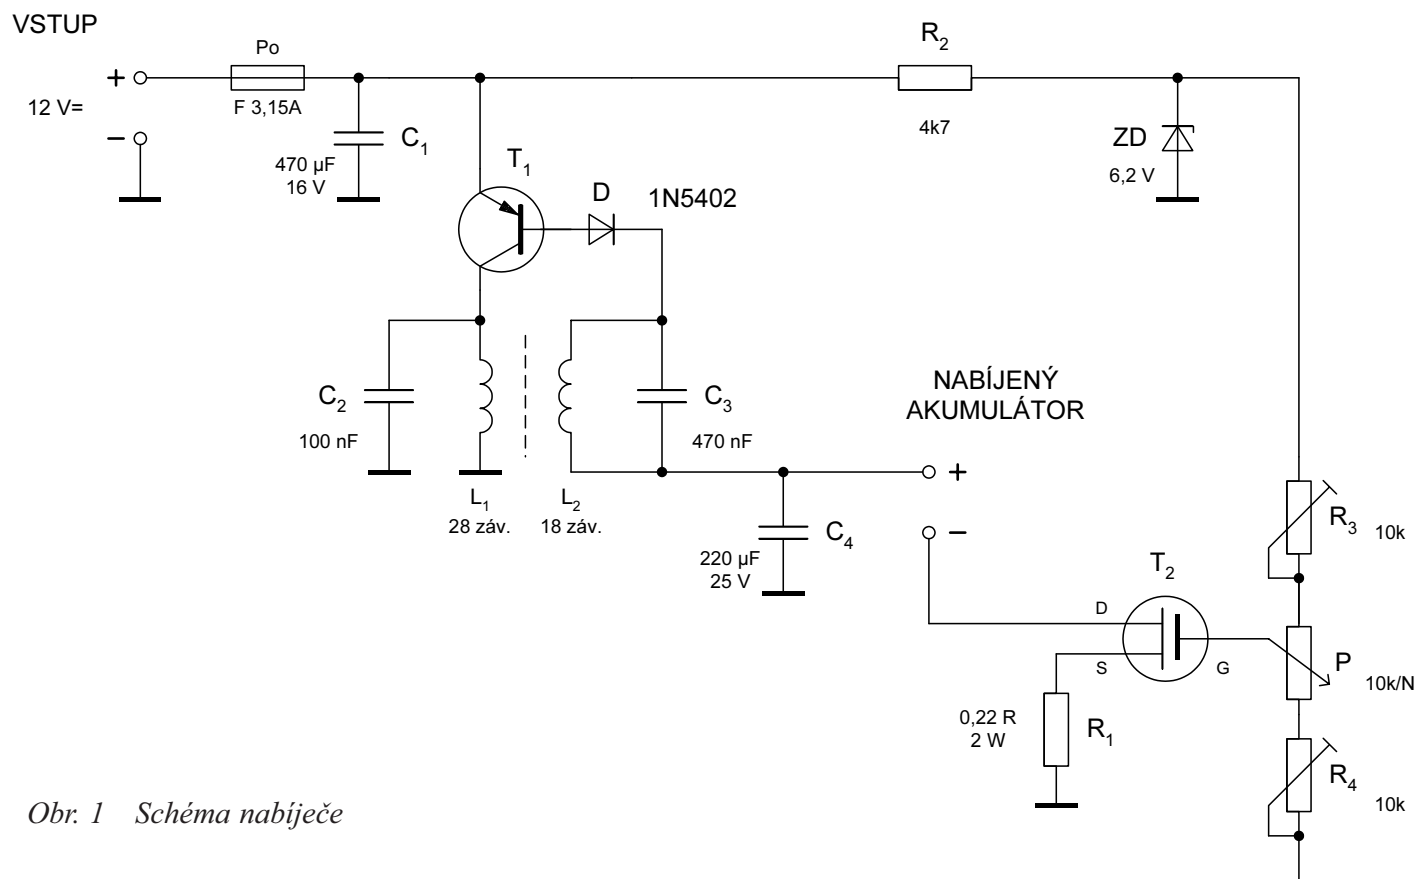 VSTUP
+
12 V=
−
Po
F 3,15A
C1
470 µF
16 V
T1
D
1N5402
R2
4k7
ZD
6,2 V
C2
100 nF
L1
28 záv.
L2
18 záv.
C3
470 nF
NABÍJENÝ
AKUMULÁTOR
+
−
C4
220 µF
25 V
T2
D
S
G
R3
10k
P
10k/N
R4
10k
0,22 R
2 W
R1
Obr. 1 Schéma nabíječe